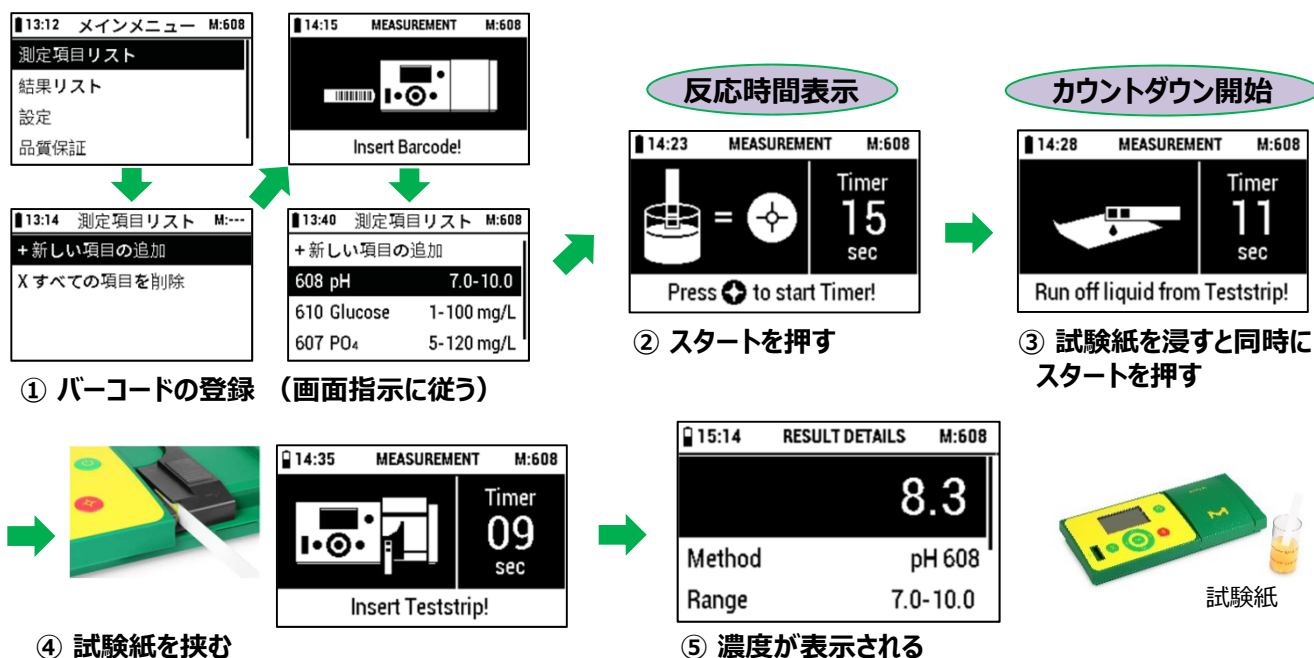 13:12 メインメニュー M:608
測定項目リスト
結果リスト
設定
品質保証
14:15 MEASUREMENT M:608
Insert Barcode!
13:14 測定項目リスト M:---
+新しい項目の追加
X すべての項目を削除
13:40 測定項目リスト M:608
+新しい項目の追加
608 pH 7.0-10.0
610 Glucose 1-100 mg/L
607 PO4 5-120 mg/L
① バーコードの登録 (画面指示に従う)
反応時間表示
14:23 MEASUREMENT M:608
Timer
15
sec
=
Press to start Timer!
② スタートを押す
カウントダウン開始
14:28 MEASUREMENT M:608
Timer
11
sec
Run off liquid from Teststrip!
③ 試験紙を浸すと同時に
スタートを押す
14:35 MEASUREMENT M:608
Timer
09
sec
Insert Teststrip!
④ 試験紙を挟む
15:14 RESULT DETAILS M:608
8.3
Method pH 608
Range 7.0-10.0
⑤ 濃度が表示される
試験紙